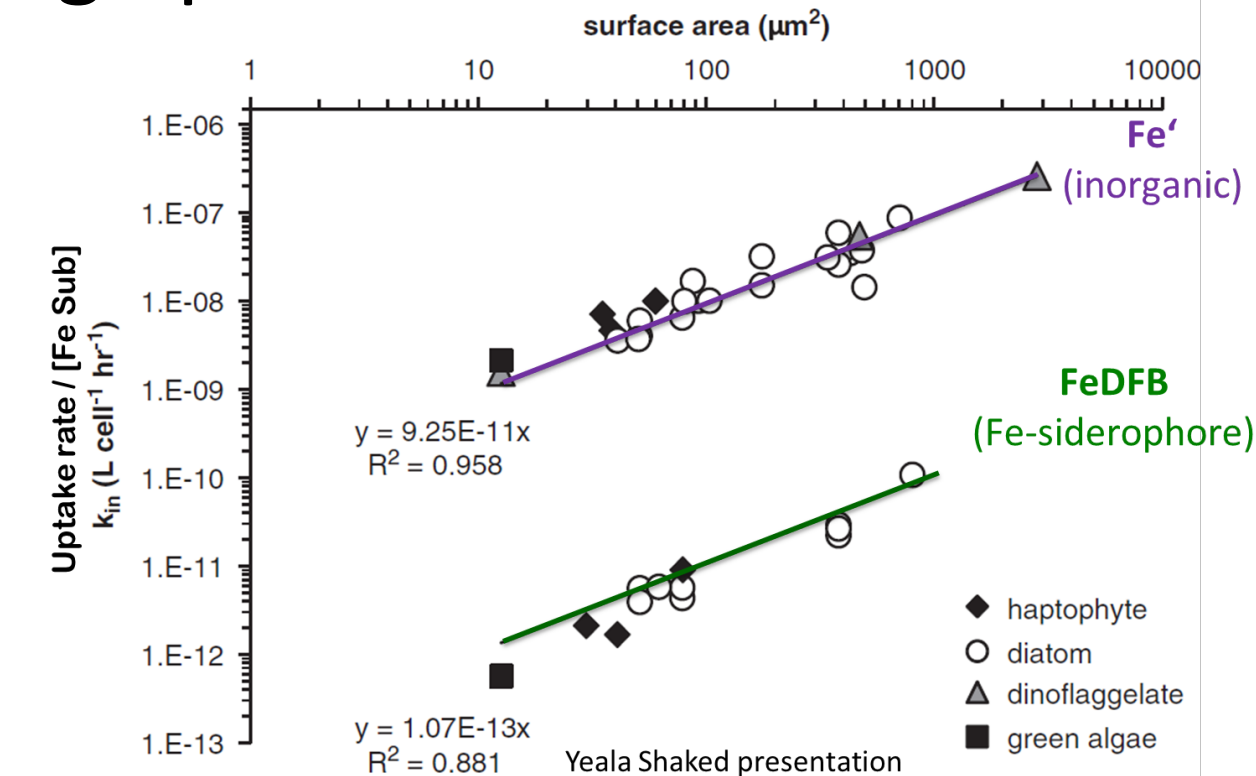 surface area (µm²)
1 10 100 1000 10000
Uptake rate / [Fe Sub]
kin (L cell-1 hr-1)
1.E-06
1.E-07
1.E-08
1.E-09
1.E-10
1.E-11
1.E-12
1.E-13
Fe‘
(inorganic)
y = 9.25E-11x
R² = 0.958
FeDFB
(Fe-siderophore)
haptophyte
diatom
dinoflaggelate
green algae
y = 1.07E-13x
R² = 0.881
Yeala Shaked presentation